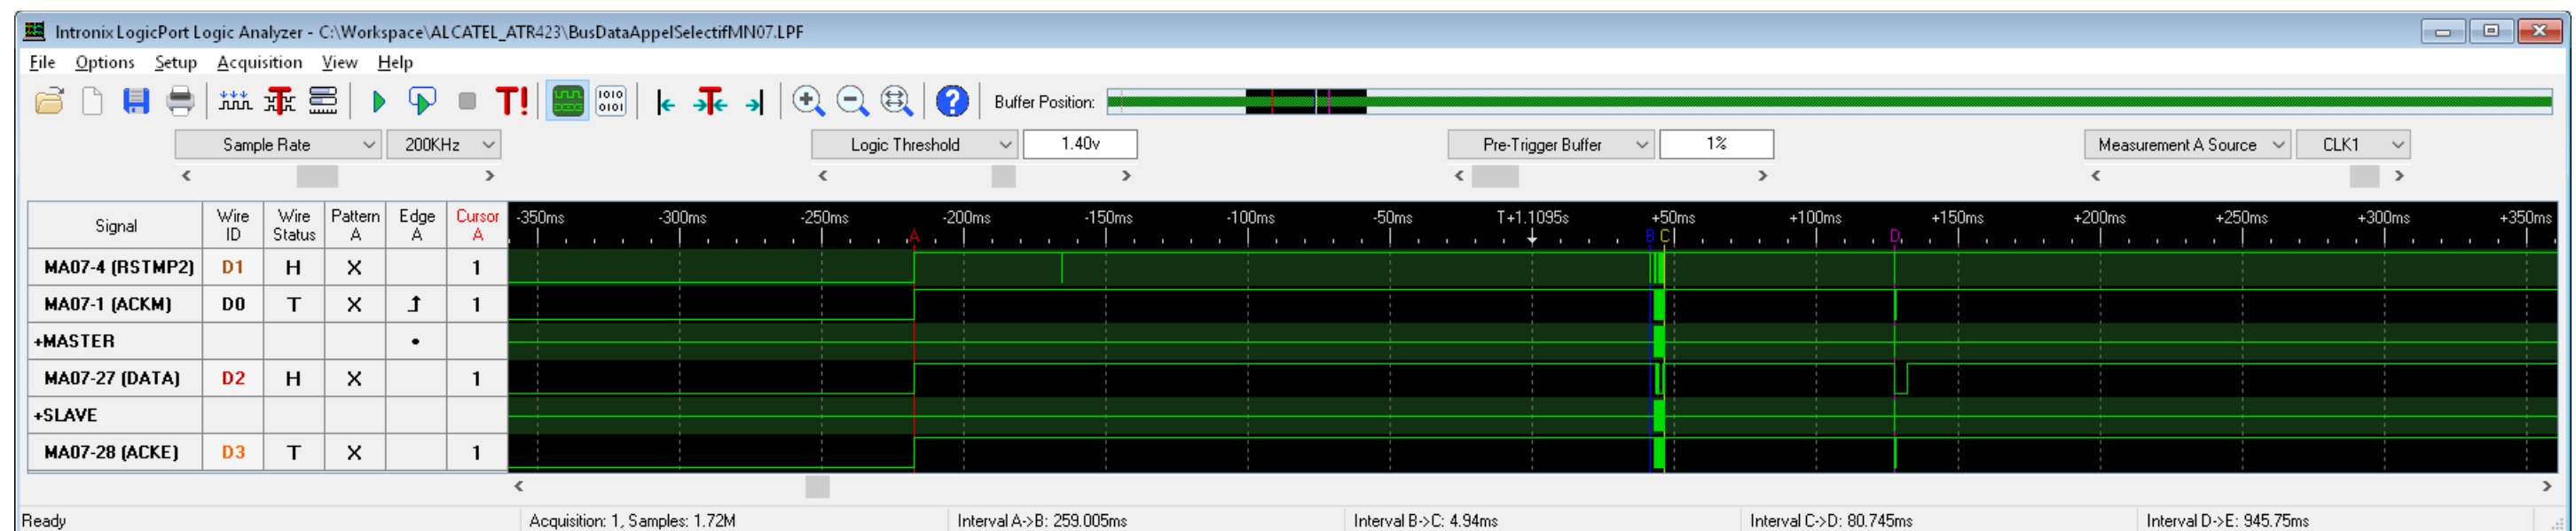 Intronix LogicPort Logic Analyzer - C:\Workspace\ALCATEL_ATR423\BusDataAppelSelectifMN07.LPF
File Options Setup Acquisition View Help
T! 1010 0101 ? Buffer Position:
Sample Rate 200KHz Logic Threshold 1.40v Pre-Trigger Buffer 1% Measurement A Source CLK1
Signal Wire ID Wire Status Pattern A Edge A Cursor A -350ms -300ms -250ms -200ms -150ms -100ms -50ms T+1.1095s +50ms +100ms +150ms +200ms +250ms +300ms +350ms
A B C D
MA07-4 (RSTMP2) D1 H X 1
MA07-1 (ACKM) D0 T X 1
+MASTER
MA07-27 (DATA) D2 H X 1
+SLAVE
MA07-28 (ACKE) D3 T X 1
Ready Acquisition: 1, Samples: 1.72M Interval A->B: 259.005ms Interval B->C: 4.94ms Interval C->D: 80.745ms Interval D->E: 945.75ms